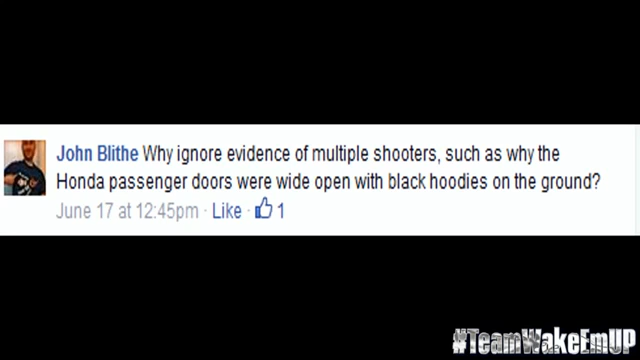 John Blithe Why ignore evidence of multiple shooters, such as why the
Honda passenger doors were wide open with black hoodies on the ground?
June 17 at 12:45pm · Like · 1
#TeamWakeEmUP